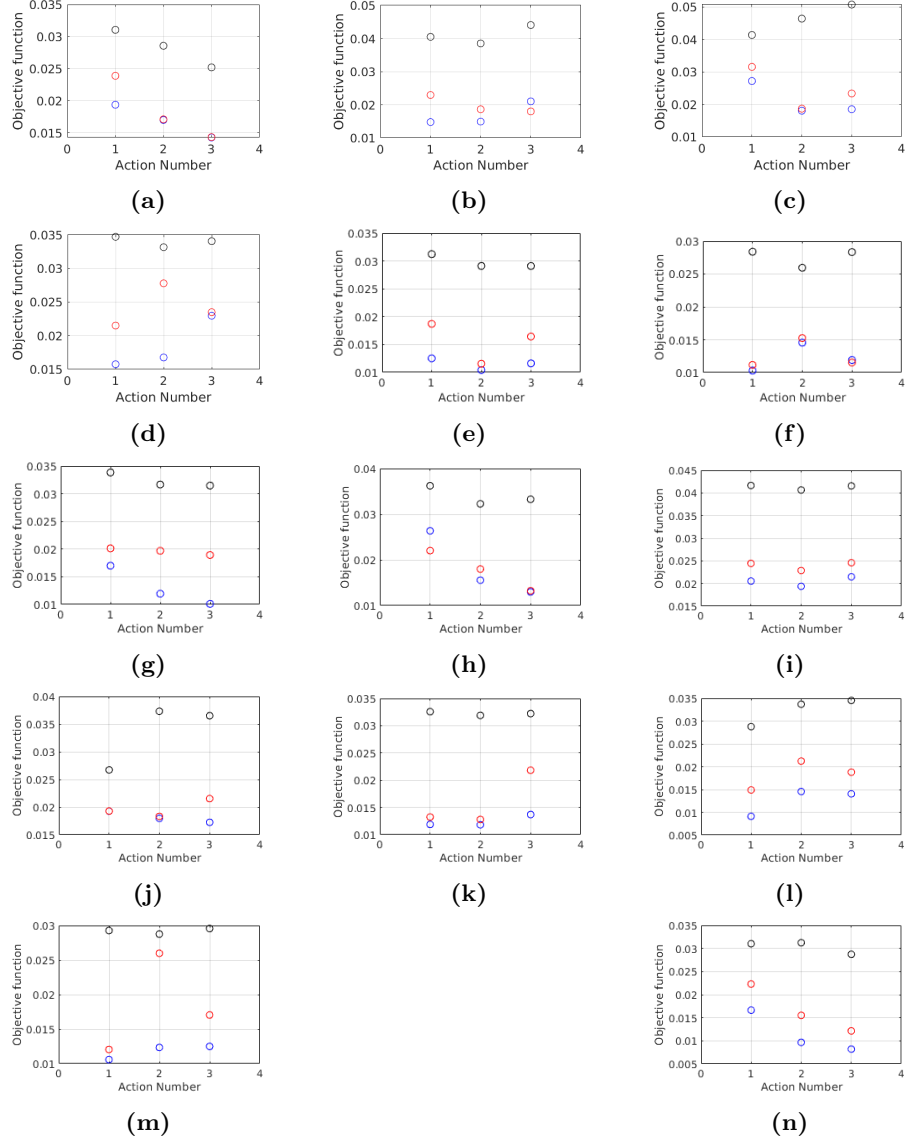 0.035
0.03
0.025
0.02
0.015
0 1 2 3 4
Action Number
Objective function
(a)
0.05
0.04
0.03
0.02
0.01
0 1 2 3 4
Action Number
Objective function
(b)
0.05
0.04
0.03
0.02
0.01
0 1 2 3 4
Action Number
Objective function
(c)
0.035
0.03
0.025
0.02
0.015
0 1 2 3 4
Action Number
Objective function
(d)
0.035
0.03
0.025
0.02
0.015
0.01
0 1 2 3 4
Action Number
Objective function
(e)
0.03
0.025
0.02
0.015
0.01
0 1 2 3 4
Action Number
Objective function
(f)
0.035
0.03
0.025
0.02
0.015
0.01
0 1 2 3 4
Action Number
Objective function
(g)
0.04
0.03
0.02
0.01
0 1 2 3 4
Action Number
Objective function
(h)
0.045
0.04
0.035
0.03
0.025
0.02
0.015
0 1 2 3 4
Action Number
Objective function
(i)
0.04
0.035
0.03
0.025
0.02
0.015
0 1 2 3 4
Action Number
Objective function
(j)
0.035
0.03
0.025
0.02
0.015
0.01
0 1 2 3 4
Action Number
Objective function
(k)
0.035
0.03
0.025
0.02
0.015
0.01
0.005
0 1 2 3 4
Action Number
Objective function
(l)
0.03
0.025
0.02
0.015
0.01
0 1 2 3 4
Action Number
Objective function
(m)
0.035
0.03
0.025
0.02
0.015
0.01
0.005
0 1 2 3 4
Action Number
Objective function
(n)